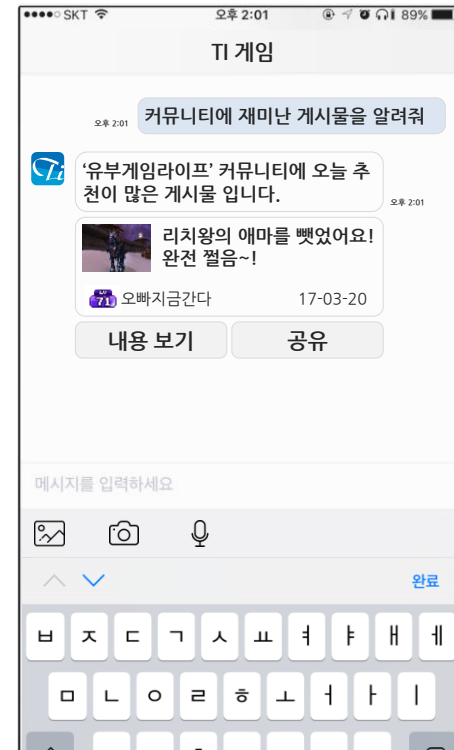 SKT 오후 2:01 89%
TI 게임
오후 2:01 커뮤니티에 재미난 게시물을 알려줘
Ti
'유부게임라이프' 커뮤니티에 오늘 추
천이 많은 게시물 입니다.
오후 2:01
리치왕의 애마를 뺏었어요!
완전 쩔음~!
LV
71 오빠지금간다 17-03-20
내용 보기 공유
메시지를 입력하세요
완료
ㅂ ㅈ ㄷ ㄱ ㅅ ㅛ ㅕ ㅑ ㅐ ㅔ
ㅁ ㄴ ㅇ ㄹ ㅎ ㅗ ㅓ ㅏ ㅣ